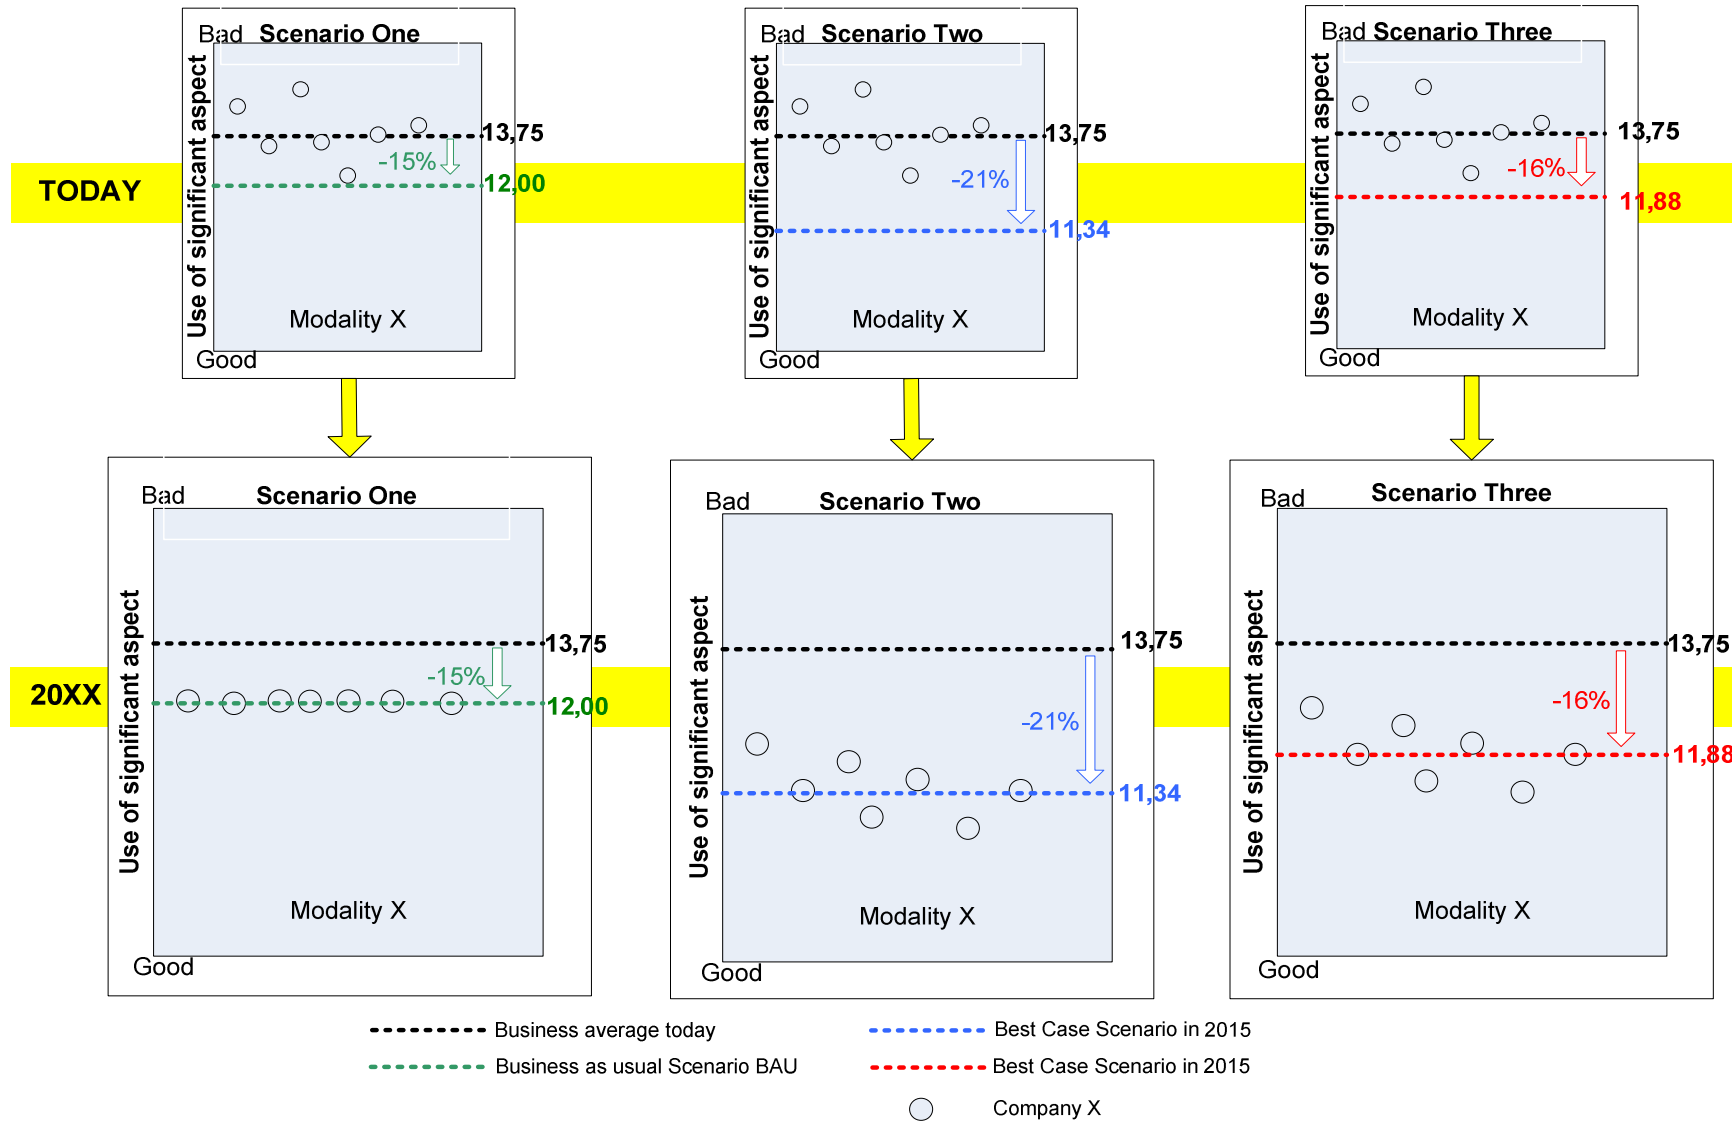 Bad
Scenario One
Use of significant aspect
13,75
-15%
12,00
Modality X
Good
Bad
Scenario Two
Use of significant aspect
13,75
-21%
11,34
Modality X
Good
Bad
Scenario Three
Use of significant aspect
13,75
-16%
11,88
Modality X
Good
TODAY
Bad
Scenario One
Use of significant aspect
13,75
-15%
12,00
Modality X
Good
Bad
Scenario Two
Use of significant aspect
13,75
-21%
11,34
Modality X
Good
Bad
Scenario Three
Use of significant aspect
13,75
-16%
11,88
Modality X
Good
20XX
Business average today
Business as usual Scenario BAU
Best Case Scenario in 2015
Best Case Scenario in 2015
Company X